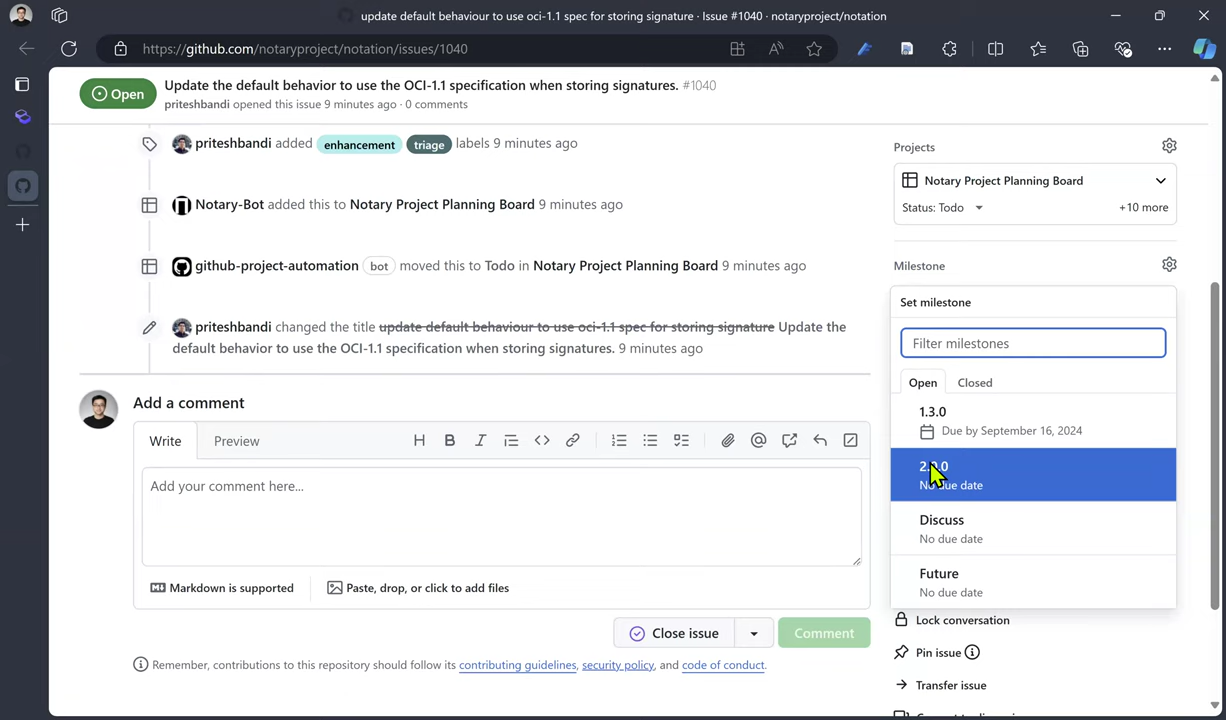 update default behaviour to use oci-1.1 spec for storing signature · Issue #1040 · notaryproject/notation
https://github.com/notaryproject/notation/issues/1040
Open
Update the default behavior to use the OCI-1.1 specification when storing signatures. #1040
priteshbandi opened this issue 9 minutes ago · 0 comments
priteshbandi added enhancement triage labels 9 minutes ago
Notary-Bot added this to Notary Project Planning Board 9 minutes ago
github-project-automation bot moved this to Todo in Notary Project Planning Board 9 minutes ago
priteshbandi changed the title update default behaviour to use oci-1.1 spec for storing signature Update the
default behavior to use the OCI-1.1 specification when storing signatures. 9 minutes ago
Add a comment
Write Preview
Add your comment here...
Markdown is supported
Paste, drop, or click to add files
Close issue
Comment
Remember, contributions to this repository should follow its contributing guidelines, security policy, and code of conduct.
Projects
Notary Project Planning Board
Status: Todo +10 more
Milestone
Set milestone
Filter milestones
Open Closed
1.3.0
Due by September 16, 2024
2.0.0
No due date
Discuss
No due date
Future
No due date
Lock conversation
Pin issue
Transfer issue